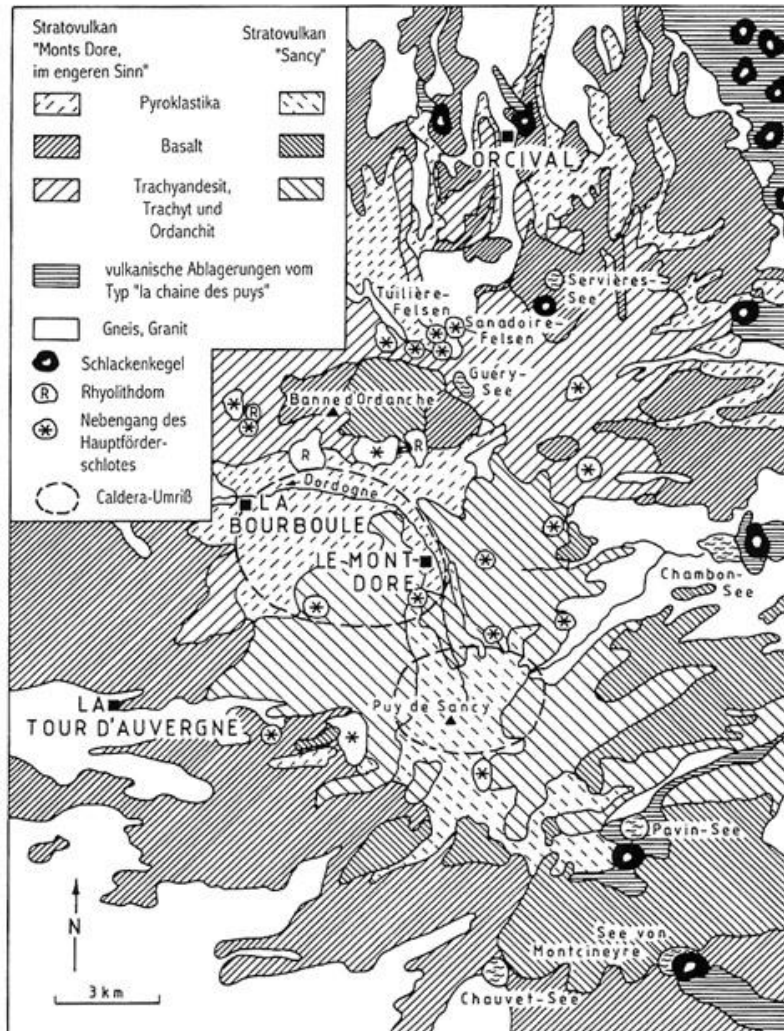 Stratovulkan
"Monts Dore,
im engeren Sinn"
Stratovulkan
"Sancy"
Pyroklastika
Basalt
Trachyandesit,
Trachyt und
Ordanchit
vulkanische Ablagerungen vom
Typ "la chaine des puys"
Gneis, Granit
Schlackenkegel
R
Rhyolithdom
Nebengang des
Hauptförder-
schlotes
Caldera-Umriß
ORCIVAL
Servières-
See
Tuilière-
Felsen
Sanadoire-
Felsen
Guéry-
See
Banne d'Ordanche
R
R
R
Dordogne
LA
BOURBOULE
LE-MONT-
DORE
Chambon-
See
LA
TOUR D'AUVERGNE
Puy de Sancy
Pavin-See
N
See von
Montcineyre
3 km
Chauvet-See